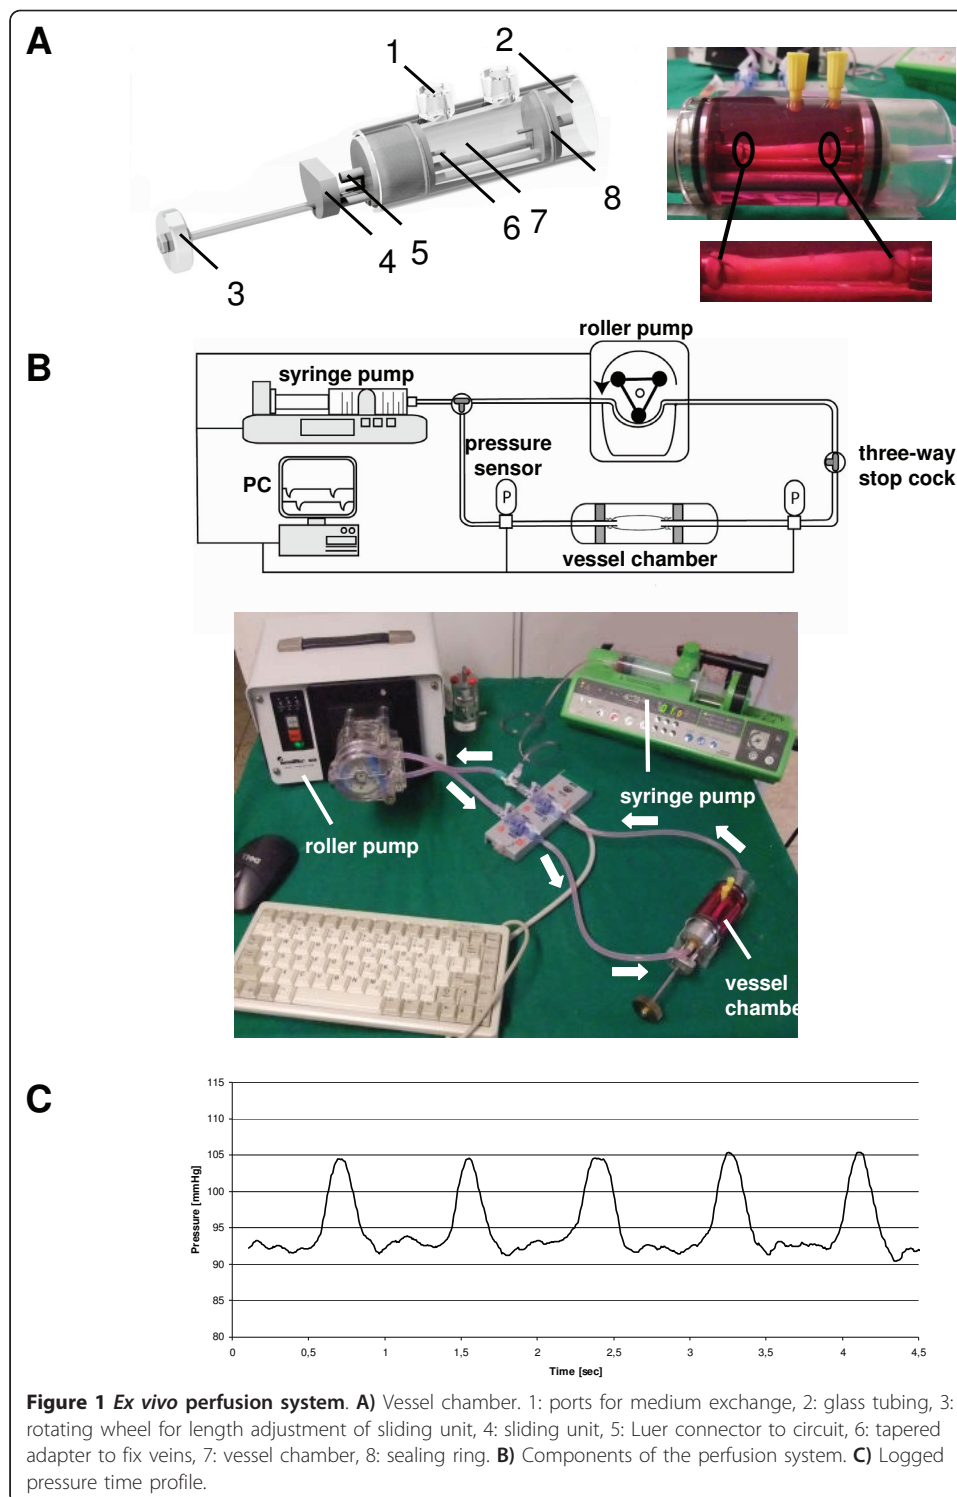 A
1
2
3
4
5
6
7
8
B
roller pump
syringe pump
pressure
sensor
PC
P
P
three-way
stop cock
vessel chamber
roller pump
syringe pump
vessel
chambe
C
115
110
105
100
95
90
85
80
Pressure [mmHg]
0
0,5
1
1,5
2
2,5
3
3,5
4
4,5
Time [sec]
Figure 1 Ex vivo perfusion system. A) Vessel chamber. 1: ports for medium exchange, 2: glass tubing, 3:
rotating wheel for length adjustment of sliding unit, 4: sliding unit, 5: Luer connector to circuit, 6: tapered
adapter to fix veins, 7: vessel chamber, 8: sealing ring. B) Components of the perfusion system. C) Logged
pressure time profile.